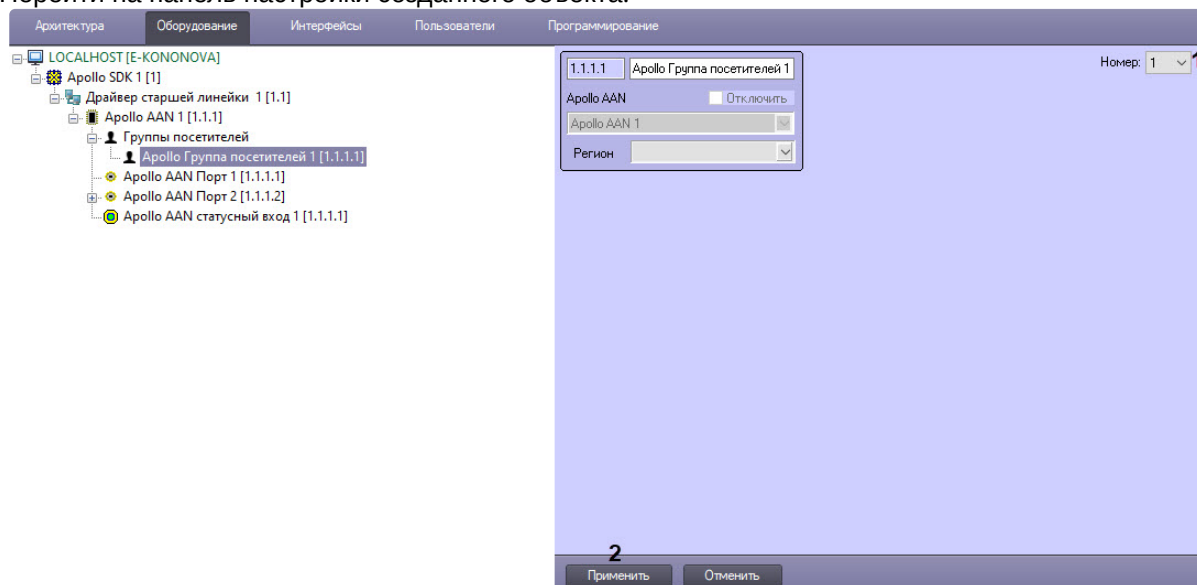 Перейти на панель настройки созданного объекта.
Архитектура Оборудование Интерфейсы Пользователи Программирование
LOCALHOST [E-KONONOVA]
Apollo SDK 1 [1]
Драйвер старшей линейки 1 [1.1]
Apollo AAN 1 [1.1.1]
Группы посетителей
Apollo Группа посетителей 1 [1.1.1.1]
Apollo AAN Порт 1 [1.1.1.1]
Apollo AAN Порт 2 [1.1.1.2]
Apollo AAN статусный вход 1 [1.1.1.1]
1.1.1.1 Apollo Группа посетителей 1
Apollo AAN Отключить
Apollo AAN 1
Регион
Номер: 1 1
2
Применить Отменить